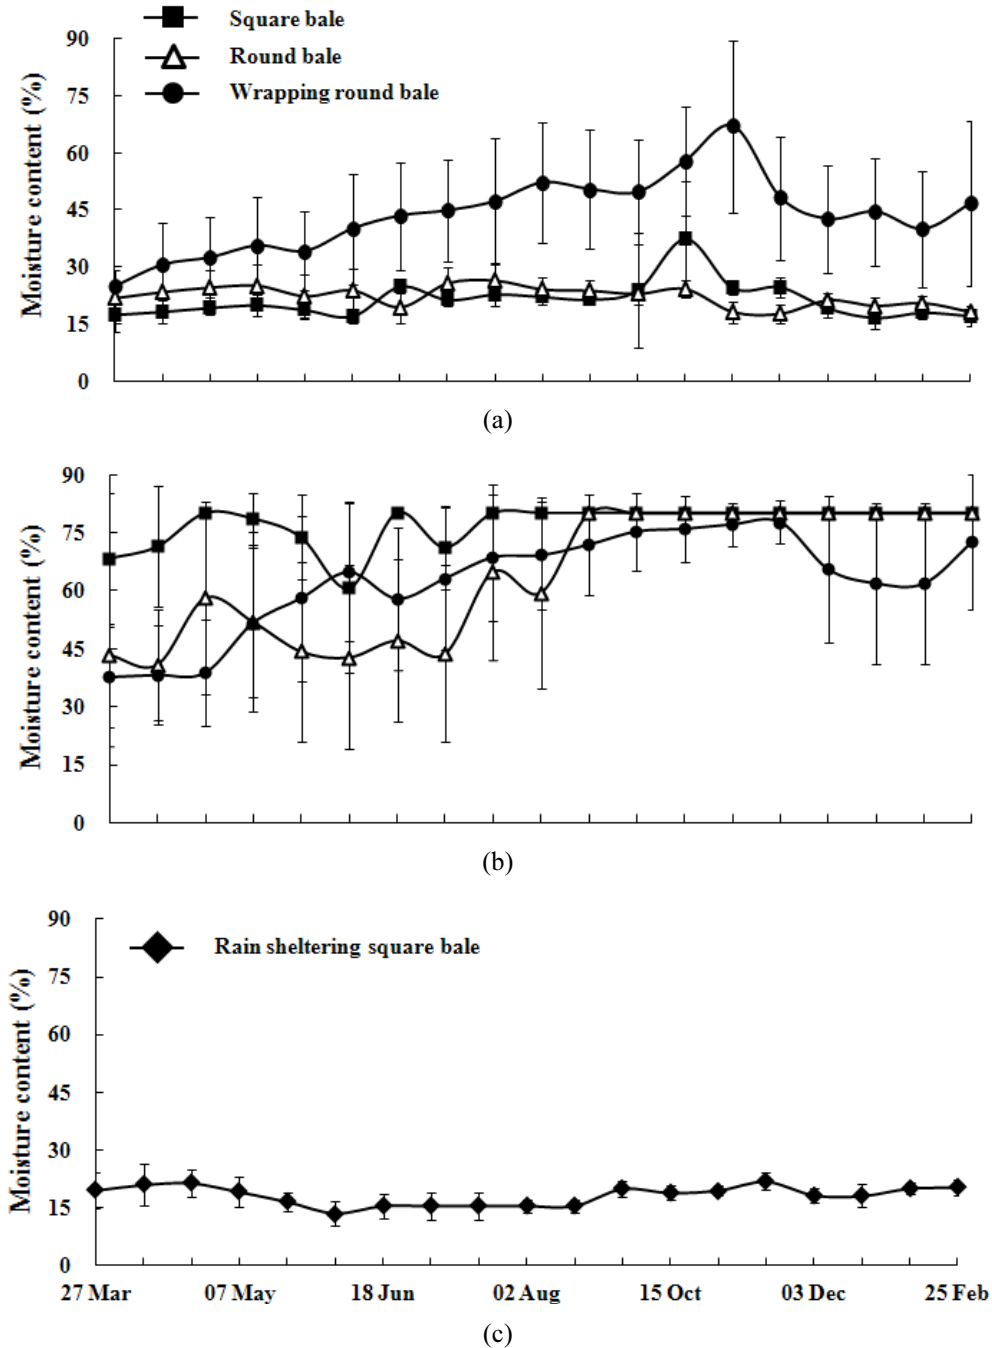 Square bale
Round bale
Wrapping round bale
Moisture content (%)
90
75
60
45
30
15
0
(a)
Moisture content (%)
90
75
60
45
30
15
0
(b)
Rain sheltering square bale
Moisture content (%)
90
75
60
45
30
15
0
27 Mar 07 May 18 Jun 02 Aug 15 Oct 03 Dec 25 Feb
(c)